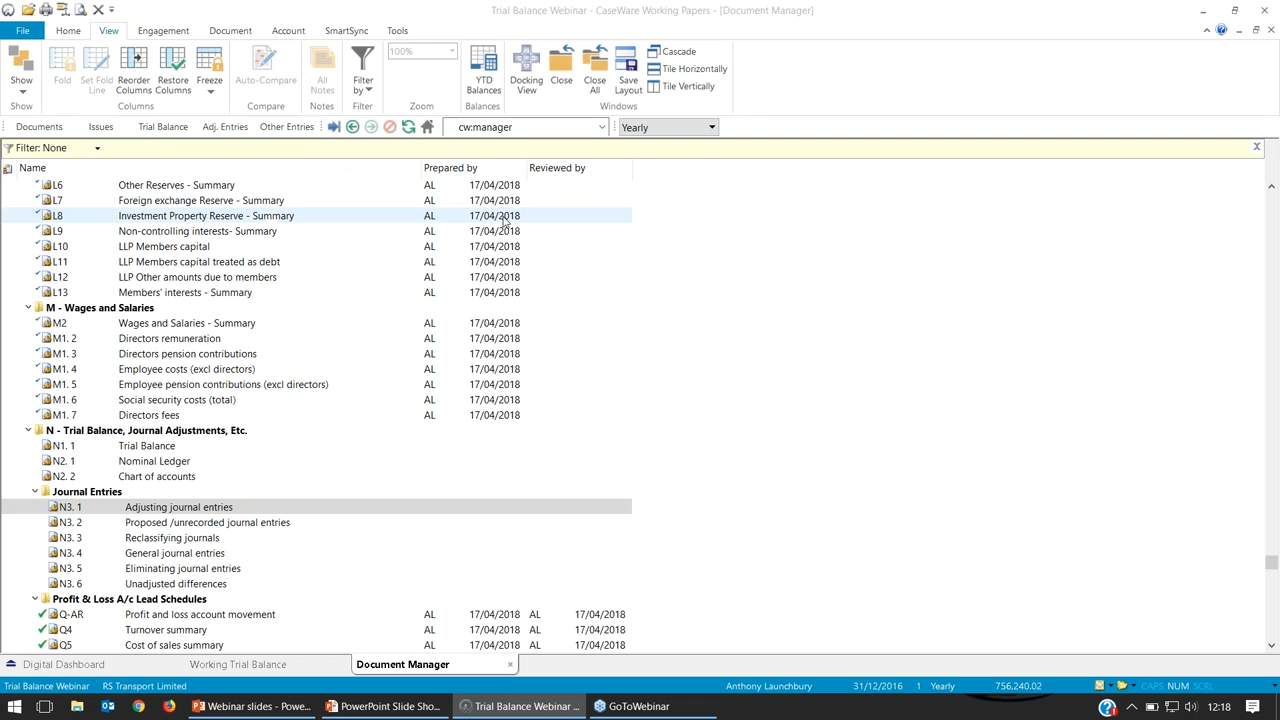 Trial Balance Webinar - CaseWare Working Papers - [Document Manager]
File Home View Engagement Document Account SmartSync Tools
Show Fold Set Fold Line Reorder Columns Restore Columns Freeze Auto-Compare All Notes Filter by 100% YTD Balances Docking View Close Close All Save Layout Cascade
Tile Horizontally
Tile Vertically
Show Columns Compare Notes Filter Zoom Balances Windows
Documents Issues Trial Balance Adj. Entries Other Entries cw:manager Yearly
Filter: None
Name Prepared by Reviewed by
L6 Other Reserves - Summary AL 17/04/2018
L7 Foreign exchange Reserve - Summary AL 17/04/2018
L8 Investment Property Reserve - Summary AL 17/04/2018
L9 Non-controlling interests- Summary AL 17/04/2018
L10 LLP Members capital AL 17/04/2018
L11 LLP Members capital treated as debt AL 17/04/2018
L12 LLP Other amounts due to members AL 17/04/2018
L13 Members' interests - Summary AL 17/04/2018
M - Wages and Salaries
M2 Wages and Salaries - Summary AL 17/04/2018
M1. 2 Directors remuneration AL 17/04/2018
M1. 3 Directors pension contributions AL 17/04/2018
M1. 4 Employee costs (excl directors) AL 17/04/2018
M1. 5 Employee pension contributions (excl directors) AL 17/04/2018
M1. 6 Social security costs (total) AL 17/04/2018
M1. 7 Directors fees AL 17/04/2018
N - Trial Balance, Journal Adjustments, Etc.
N1. 1 Trial Balance
N2. 1 Nominal Ledger
N2. 2 Chart of accounts
Journal Entries
N3. 1 Adjusting journal entries
N3. 2 Proposed /unrecorded journal entries
N3. 3 Reclassifying journals
N3. 4 General journal entries
N3. 5 Eliminating journal entries
N3. 6 Unadjusted differences
Profit & Loss A/c Lead Schedules
Q-AR Profit and loss account movement AL 17/04/2018 AL 17/04/2018
Q4 Turnover summary AL 17/04/2018 AL 17/04/2018
Q5 Cost of sales summary AL 17/04/2018 AL 17/04/2018
Digital Dashboard Working Trial Balance Document Manager
Trial Balance Webinar RS Transport Limited Anthony Launchbury 31/12/2016 1 Yearly 756,240.02 CAPS NUM SCRL
Webinar slides - Powe... PowerPoint Slide Sho... Trial Balance Webinar ... GoToWebinar 12:18